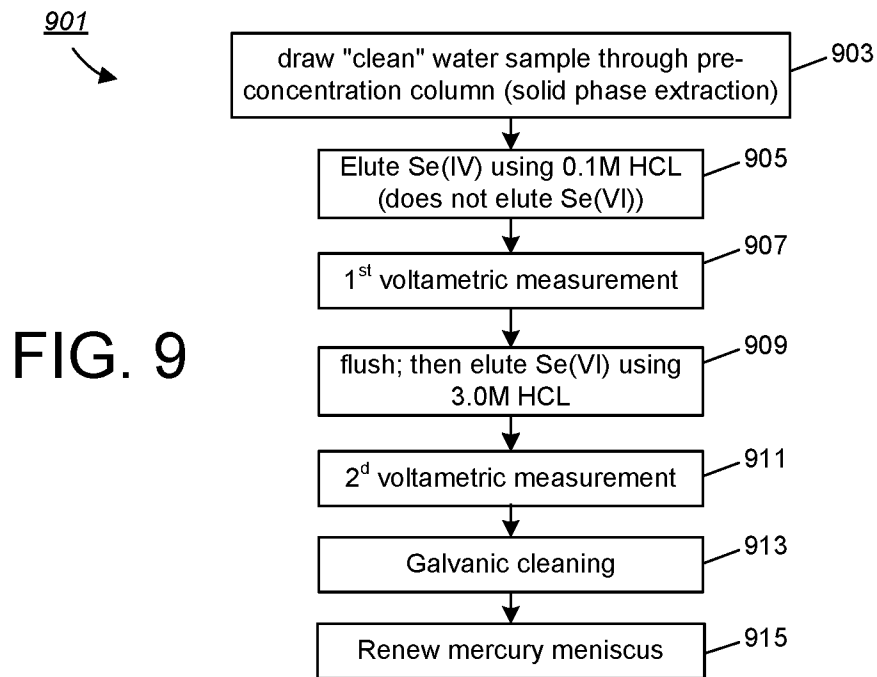 901
draw "clean" water sample through pre-
concentration column (solid phase extraction)
903
Elute Se(IV) using 0.1M HCL
(does not elute Se(VI))
905
1st voltametric measurement
907
FIG. 9
flush; then elute Se(VI) using
3.0M HCL
909
2d voltametric measurement
911
Galvanic cleaning
913
Renew mercury meniscus
915